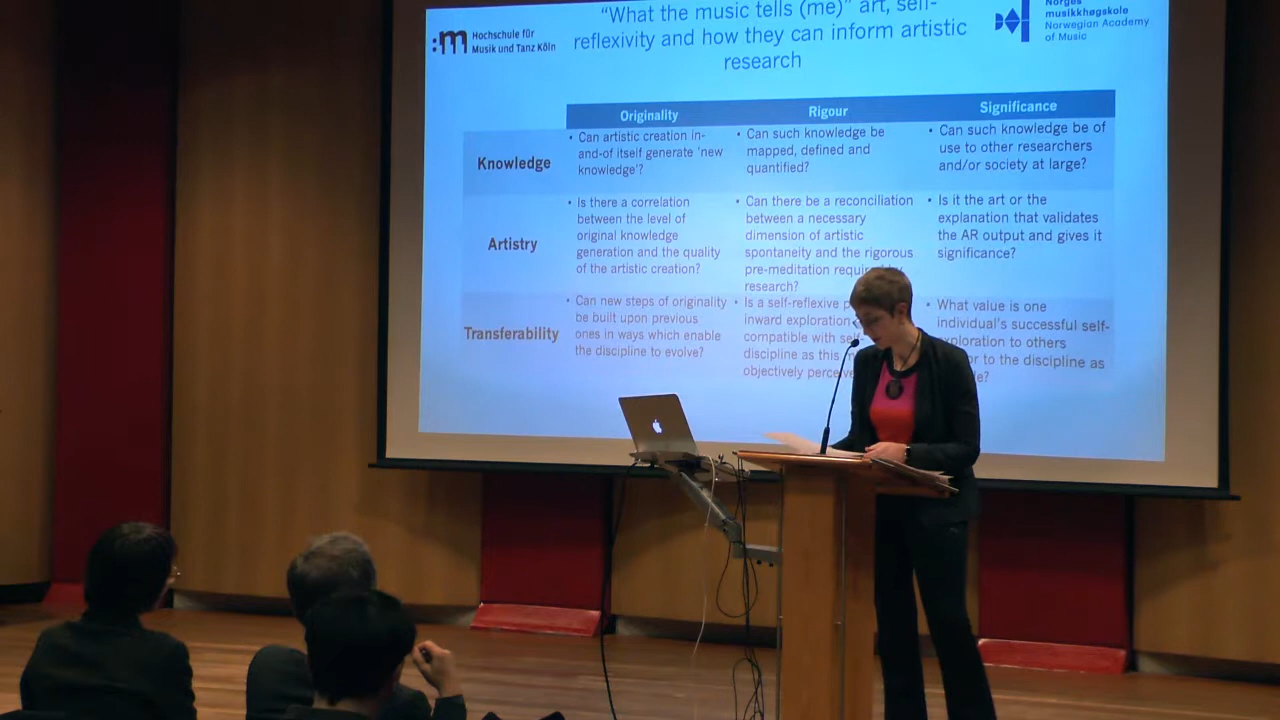 "What the music tells (me)" art, self-
reflexivity and how they can inform artistic
research
:m Hochschule für
Musik und Tanz Köln
Norges
musikkhøgskole
Norwegian Academy
of Music
Originality
Rigour
Significance
Knowledge
• Can artistic creation in-
and-of itself generate 'new
knowledge'?
• Can such knowledge be
mapped, defined and
quantified?
• Can such knowledge be of
use to other researchers
and/or society at large?
Artistry
• Is there a correlation
between the level of
original knowledge
generation and the quality
of the artistic creation?
• Can there be a reconciliation
between a necessary
dimension of artistic
spontaneity and the rigorous
pre-meditation required by
research?
• Is it the art or the
explanation that validates
the AR output and gives it
significance?
Transferability
• Can new steps of originality
be built upon previous
ones in ways which enable
the discipline to evolve?
• Is a self-reflexive
inward exploration
compatible with self-
discipline as this
objectively
• What value is one
individual's successful self-
exploration to others
or to the discipline as